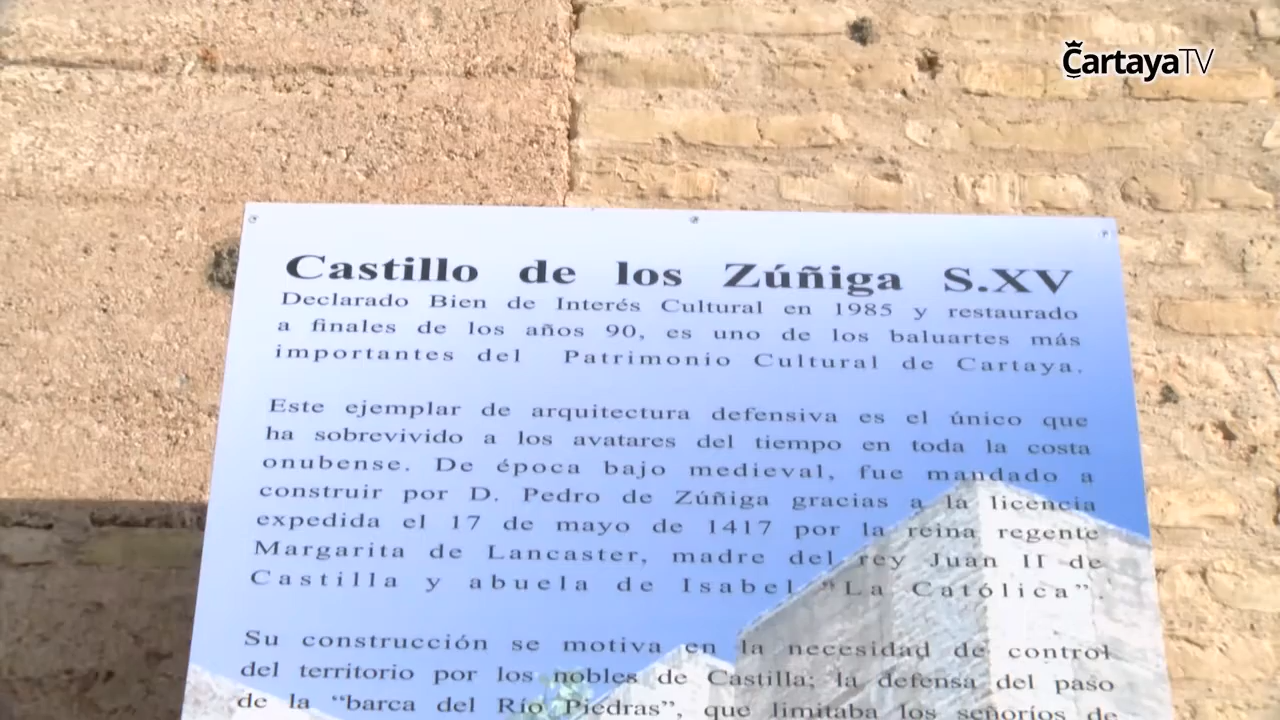 CartayaTV
Castillo de los Zúñiga S.XV
Declarado Bien de Interés Cultural en 1985 y restaurado
a finales de los años 90, es uno de los baluartes más
importantes del Patrimonio Cultural de Cartaya.
Este ejemplar de arquitectura defensiva es el único que
ha sobrevivido a los avatares del tiempo en toda la costa
onubense. De época bajo medieval, fue mandado a
construir por D. Pedro de Zúñiga gracias a la licencia
expedida el 17 de mayo de 1417 por la reina regente
Margarita de Lancaster, madre del rey Juan II de
Castilla y abuela de Isabel "La Católica".
Su construcción se motiva en la necesidad de control
del territorio por los nobles de Castilla; la defensa del paso
de la "barca del Río Piedras", que limitaba los señoríos de